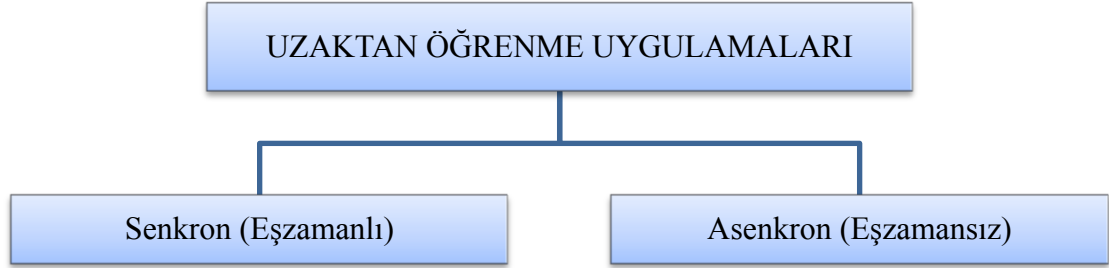 UZAKTAN ÖĞRENME UYGULAMALARI
Senkron (Eşzamanlı)
Asenkron (Eşzamansız)